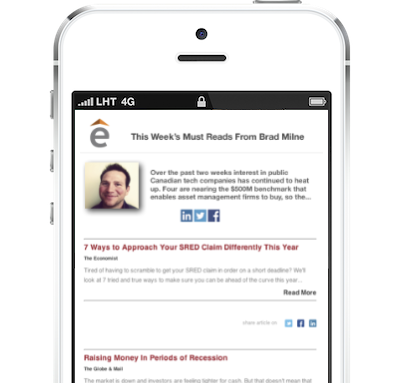 LHT 4G
ê
This Week's Must Reads From Brad Milne
Over the past two weeks interest in public
Canadian tech companies has continued to heat
up. Four are nearing the $500M benchmark that
enables asset management firms to buy, so the...
7 Ways to Approach Your SRED Claim Differently This Year
The Economist
Tired of having to scramble to get your SRED claim in order on a short deadline? We'll
look at 7 tried and true ways to make sure you can be ahead of the curve this year...
Read More
share article on
Raising Money In Periods of Recession
The Globe & Mail
The market is down and investors are feeling tighter for cash. But that doesn't mean that